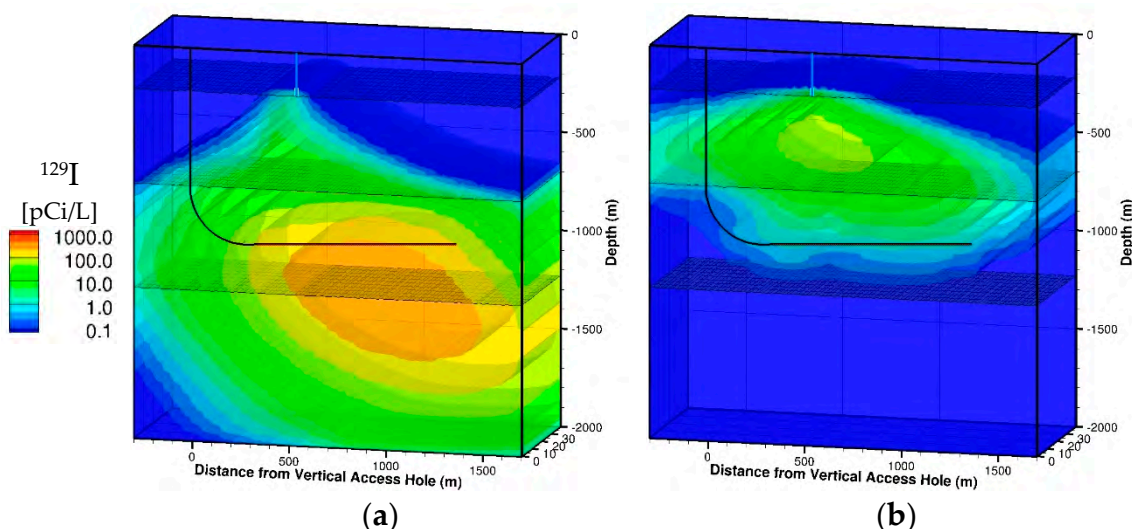 ¹²⁹I
[pCi/L]
1000.0
100.0
10.0
1.0
0.1
0
-500
-1000
-1500
-2000
Depth (m)
0 10 20 30
0 500 1000 1500
Distance from Vertical Access Hole (m)
(a)
0
-500
-1000
-1500
-2000
Depth (m)
0 10 20 30
0 500 1000 1500
Distance from Vertical Access Hole (m)
(b)